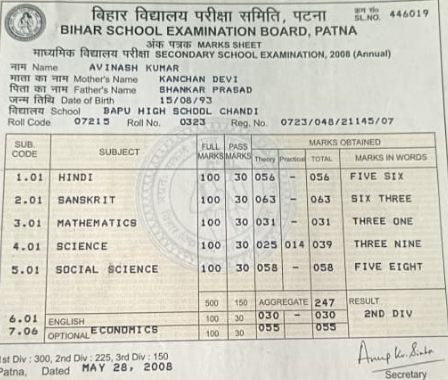 बिहार विद्यालय परीक्षा समिति, पटना
क्रम सं०
SL.NO. 446019
BIHAR SCHOOL EXAMINATION BOARD, PATNA
अंक पत्रक MARKS SHEET
माध्यमिक विद्यालय परीक्षा SECONDARY SCHOOL EXAMINATION, 2008 (Annual)
नाम Name AVINASH KUMAR
माता का नाम Mother's Name KANCHAN DEVI
पिता का नाम Father's Name SHANKAR PRASAD
जन्म तिथि Date of Birth 15/08/93
विद्यालय School BAPU HIGH SCHOOL CHANDI
Roll Code 07215 Roll No. 0323 Reg. No. 0723/048/21145/07
SUB. CODE SUBJECT FULL MARKS PASS MARKS MARKS OBTAINED
Theory Practical TOTAL MARKS IN WORDS
1.01 HINDI 100 30 056 - 056 FIVE SIX
2.01 SANSKRIT 100 30 063 - 063 SIX THREE
3.01 MATHEMATICS 100 30 031 - 031 THREE ONE
4.01 SCIENCE 100 30 025 014 039 THREE NINE
5.01 SOCIAL SCIENCE 100 30 058 - 058 FIVE EIGHT
500 150 AGGREGATE 247 RESULT
6.01 ENGLISH 100 30 030 - 030 2ND DIV
7.06 OPTIONAL ECONOMICS 100 30 055 055
1st Div : 300, 2nd Div : 225, 3rd Div : 150
Patna, Dated MAY 28, 2008
Secretary